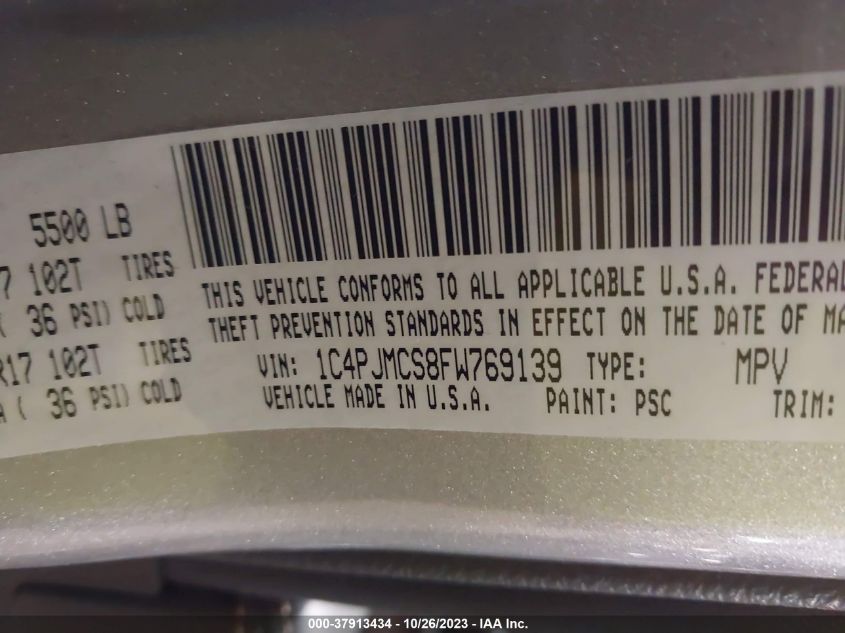 5500 LB
7 102T TIRES
( 36 PSI) COLD
R17 102T TIRES
A ( 36 PSI) COLD
THIS VEHICLE CONFORMS TO ALL APPLICABLE U.S.A. FEDERAL
THEFT PREVENTION STANDARDS IN EFFECT ON THE DATE OF MA
VIN: 1C4PJMCS8FW769139 TYPE: MPV
VEHICLE MADE IN U.S.A. PAINT: PSC TRIM:
000-37913434 - 10/26/2023 - IAA Inc.